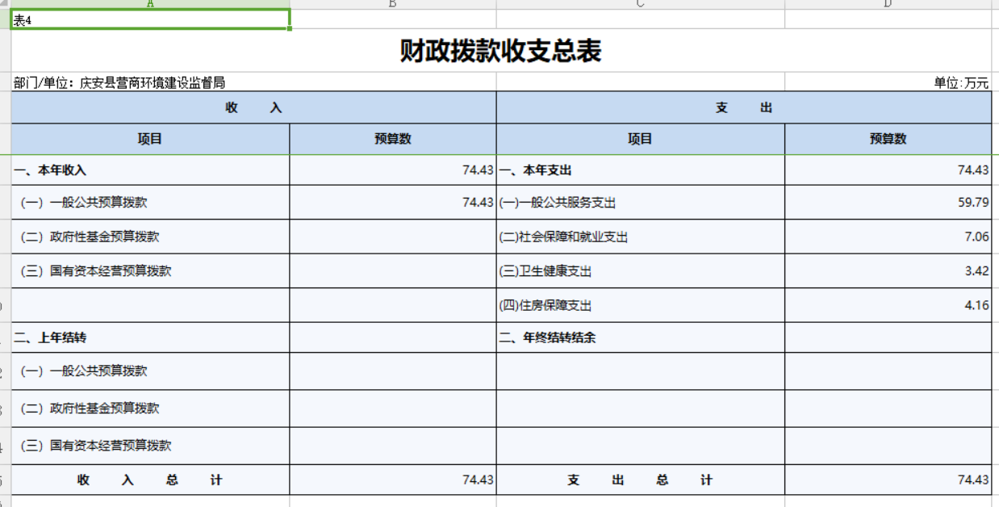 A B C D
表4
财政拨款收支总表
部门/单位：庆安县营商环境建设监督局 单位:万元
收 入 支 出
项目 预算数 项目 预算数
一、本年收入 74.43 一、本年支出 74.43
（一）一般公共预算拨款 74.43 (一)一般公共服务支出 59.79
（二）政府性基金预算拨款 (二)社会保障和就业支出 7.06
（三）国有资本经营预算拨款 (三)卫生健康支出 3.42
(四)住房保障支出 4.16
二、上年结转 二、年终结转结余
（一）一般公共预算拨款
（二）政府性基金预算拨款
（三）国有资本经营预算拨款
收 入 总 计 74.43 支 出 总 计 74.43